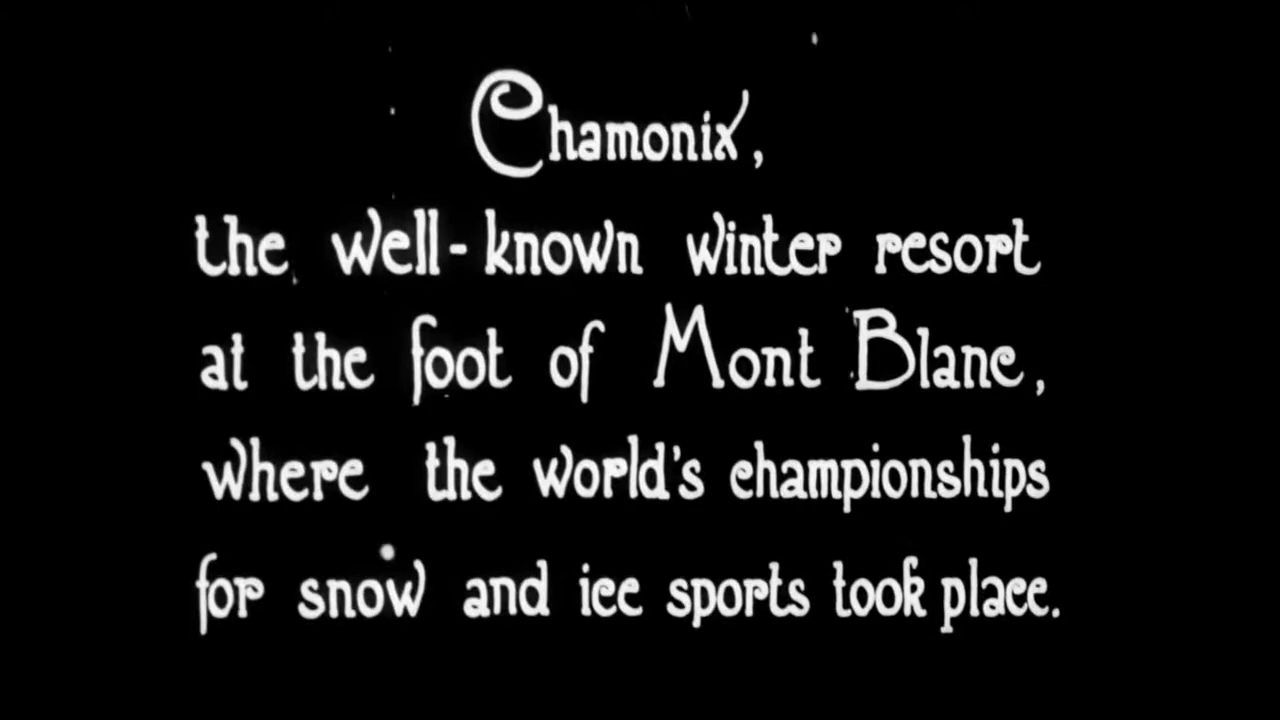 Chamonix,
the well-known winter resort
at the foot of Mont Blanc,
where the world's championships
for snow and ice sports took place.